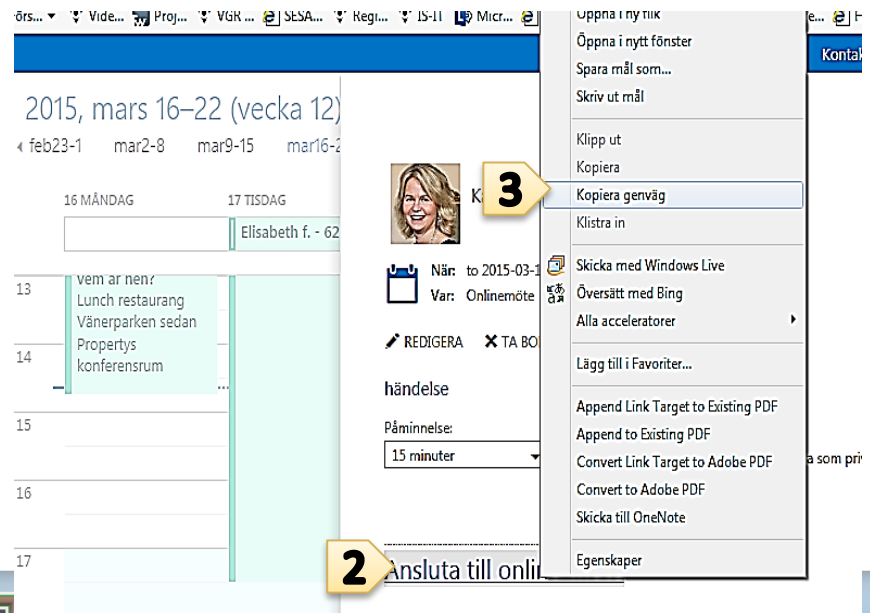 Vide... Proj... VGR ... SESA... Regi... IS-IT Micr...
2015, mars 16–22 (vecka 12)
feb23-1 mar2-8 mar9-15 mar16-2
16 MÅNDAG
17 TISDAG
Elisabeth f. - 62
13
Lunch restaurang
Vänerparken sedan
Propertys
konferensrum
14
15
16
17
När: to 2015-03-1
Var: Onlinemöte
REDIGERA TA BO
händelse
Påminnelse:
15 minuter
2
Ansluta till onli
Öppna i ny flik
Öppna i nytt fönster
Spara mål som...
Skriv ut mål
Klipp ut
Kopiera
3
Kopiera genväg
Klistra in
Skicka med Windows Live
Översätt med Bing
Alla acceleratorer
Lägg till i Favoriter...
Append Link Target to Existing PDF
Append to Existing PDF
Convert Link Target to Adobe PDF
Convert to Adobe PDF
Skicka till OneNote
Egenskaper
Kontak
a som pri